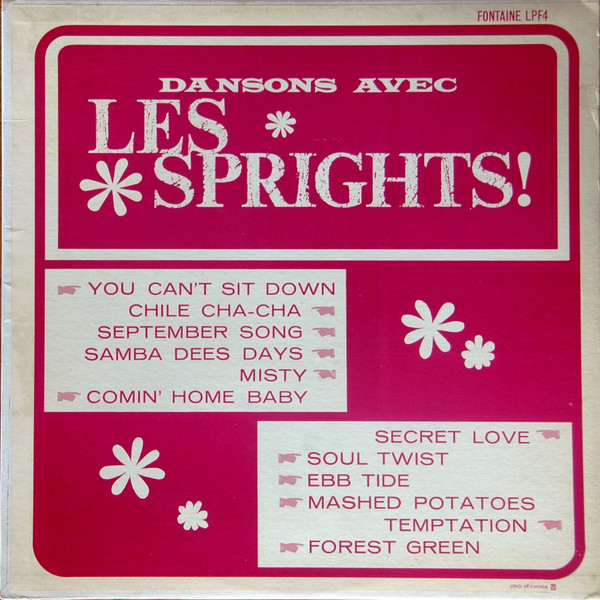 FONTAINE LPF4
DANSONS AVEC
LES
SPRIGHTS!
YOU CAN'T SIT DOWN
CHILE CHA-CHA
SEPTEMBER SONG
SAMBA DEES DAYS
MISTY
COMIN' HOME BABY
SECRET LOVE
SOUL TWIST
EBB TIDE
MASHED POTATOES
TEMPTATION
FOREST GREEN